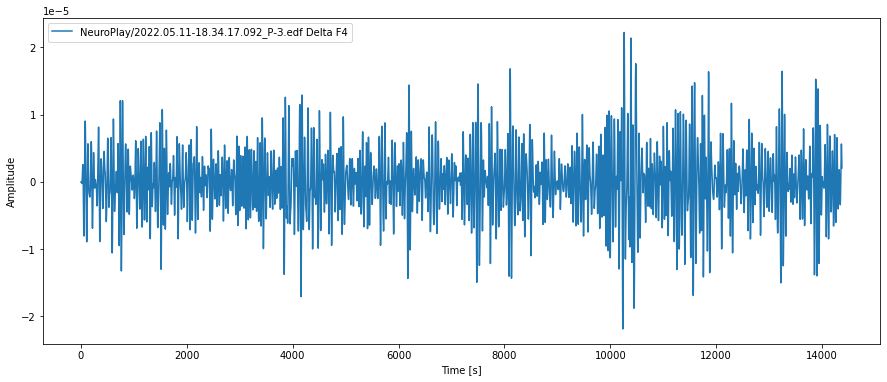 1e−5
NeuroPlay/2022.05.11-18.34.17.092_P-3.edf Delta F4
2
1
0
−1
−2
Amplitude
0 2000 4000 6000 8000 10000 12000 14000
Time [s]